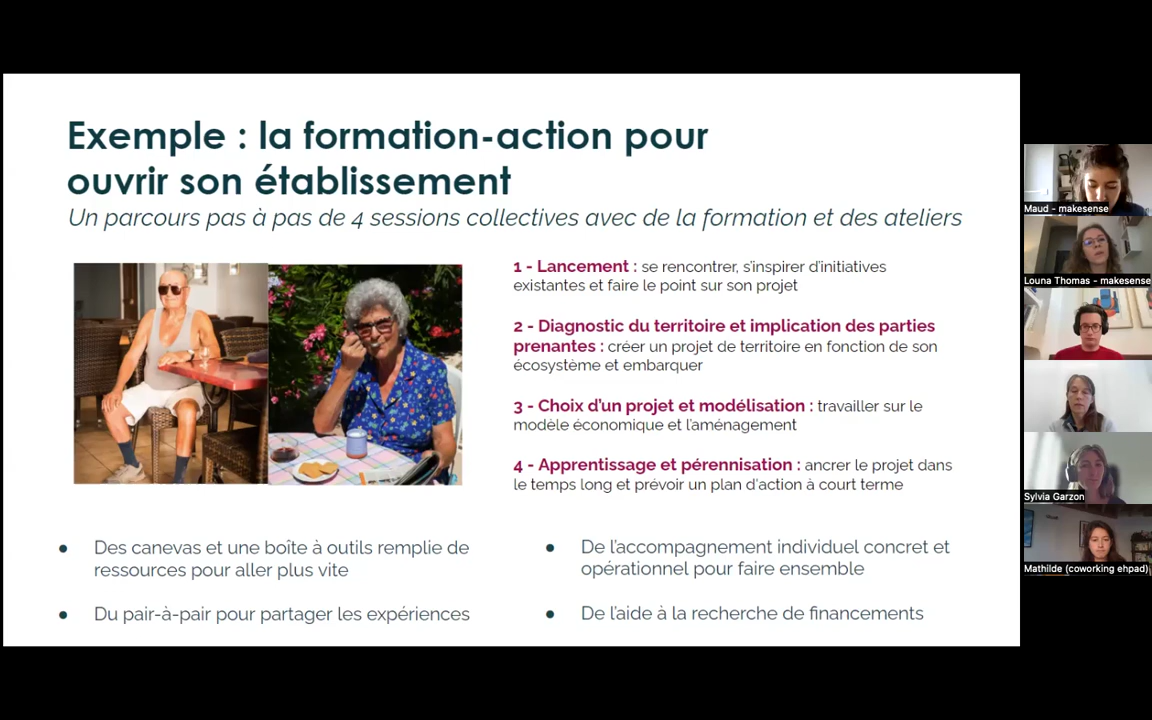 Exemple : la formation-action pour
ouvrir son établissement
Un parcours pas à pas de 4 sessions collectives avec de la formation et des ateliers
1 - Lancement : se rencontrer, s'inspirer d'initiatives
existantes et faire le point sur son projet
2 - Diagnostic du territoire et implication des parties
prenantes : créer un projet de territoire en fonction de son
écosystème et embarquer
3 - Choix d'un projet et modélisation : travailler sur le
modèle économique et l'aménagement
4 - Apprentissage et pérennisation : ancrer le projet dans
le temps long et prévoir un plan d'action à court terme
● Des canevas et une boîte à outils remplie de
ressources pour aller plus vite
● Du pair-à-pair pour partager les expériences
● De l'accompagnement individuel concret et
opérationnel pour faire ensemble
● De l'aide à la recherche de financements
Maud - makesense
Louna Thomas - makesense
Sylvia Garzon
Mathilde (coworking ehpad)